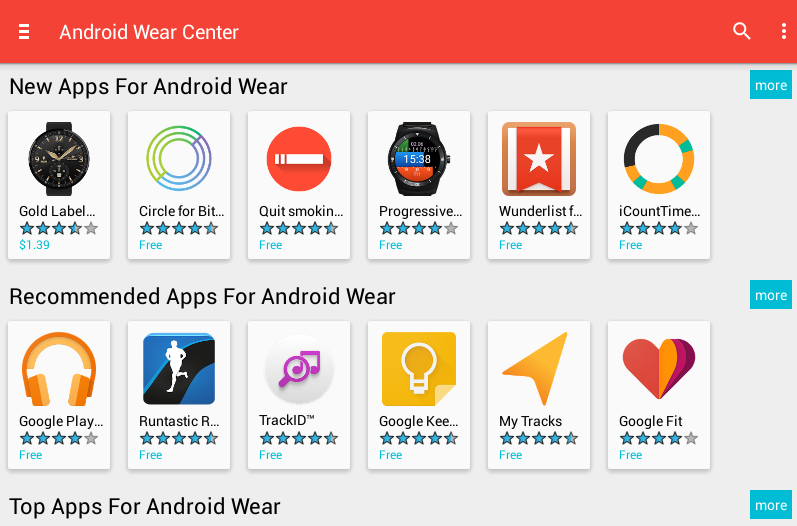 Android Wear Center
New Apps For Android Wear
more
02.06
15:38
Gold Label...
Circle for Bit...
Quit smokin...
Progressive...
Wunderlist f...
iCountTime...
$1.39
Free
Free
Free
Free
Free
Recommended Apps For Android Wear
more
Google Play...
Runtastic R...
TrackID™
Google Kee...
My Tracks
Google Fit
Free
Free
Free
Free
Free
Free
Top Apps For Android Wear
more